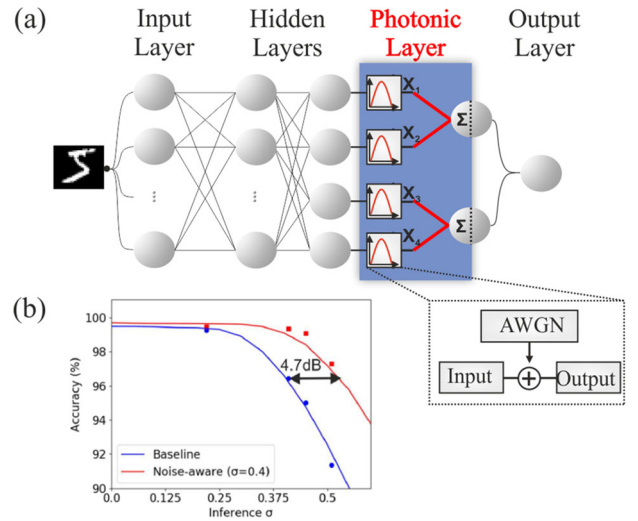 (a)
Input
Layer
Hidden
Layers
Photonic
Layer
Output
Layer
X1
X2
X3
X4
Σ
Σ
5
...
...
AWGN
Input
Output
(b)
Accuracy (%)
100
98
96
94
92
90
4.7dB
Baseline
Noise-aware (σ=0.4)
0.0
0.125
0.25
0.375
0.5
Inference σ